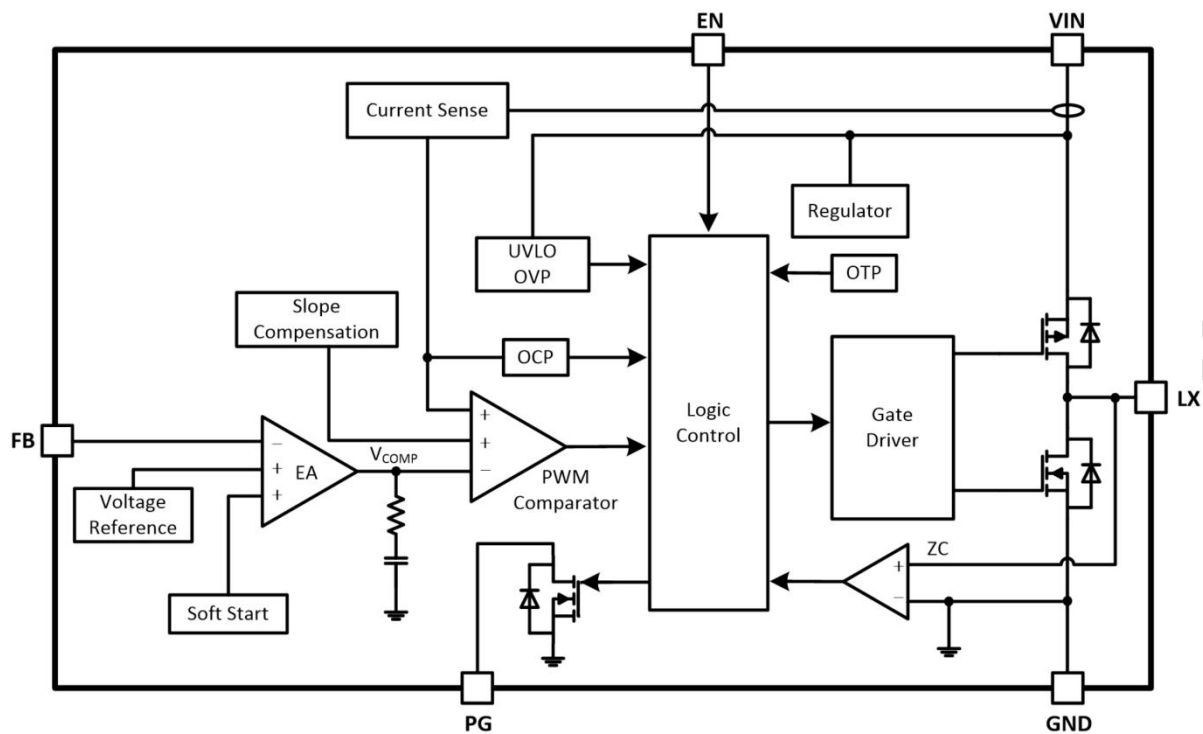 EN
VIN
Current Sense
Regulator
UVLO
OVP
OTP
Slope
Compensation
OCP
LX
Logic
Control
Gate
Driver
FB
EA
VCOMP
PWM
Comparator
+
+
−
−
+
+
Voltage
Reference
Soft Start
ZC
+
−
PG
GND